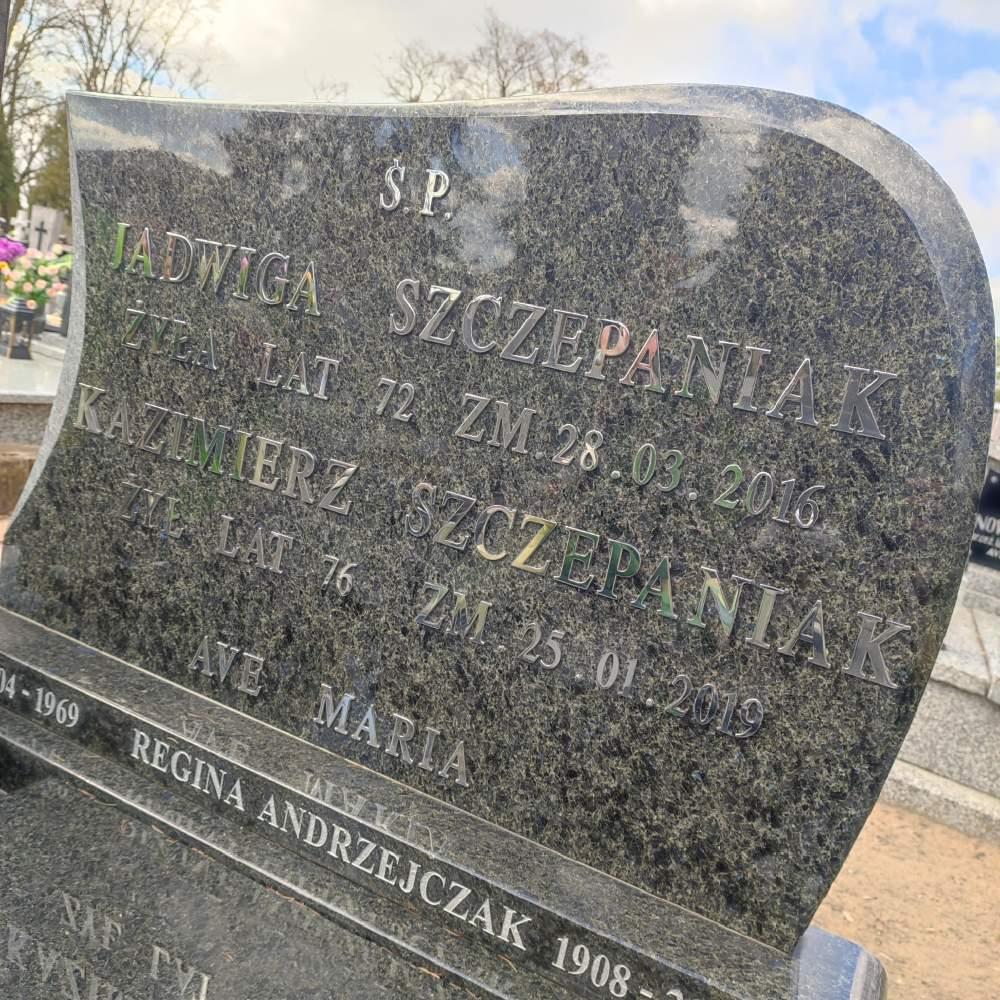 Ś. P.
JADWIGA SZCZEPANIAK
ŻYŁA LAT 72 ZM. 28.03.2016
KAZIMIERZ SZCZEPANIAK
ŻYŁ LAT 76 ZM. 25.01.2019
AVE MARIA
04 - 1969 REGINA ANDRZEJCZAK 1908 -